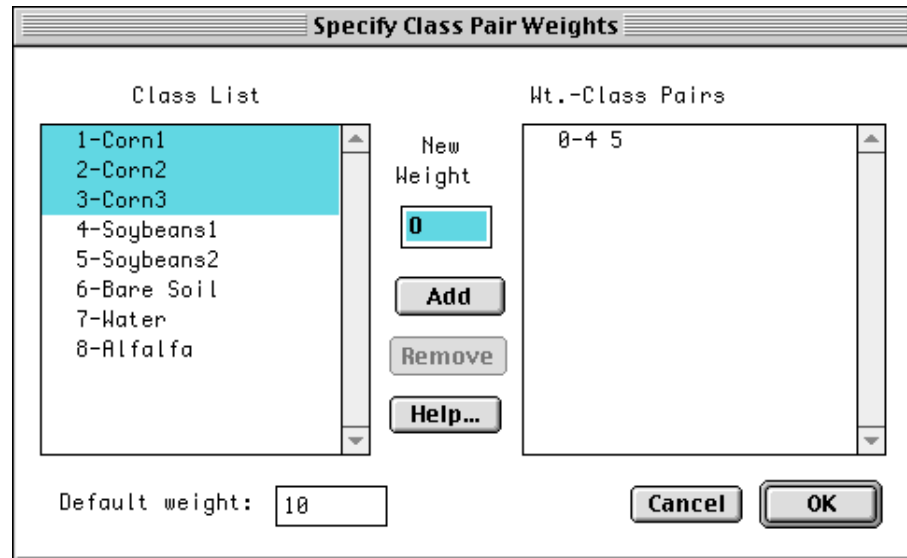 Specify Class Pair Weights
Class List
Wt.-Class Pairs
1-Corn1
2-Corn2
3-Corn3
4-Soybeans1
5-Soybeans2
6-Bare Soil
7-Water
8-Alfalfa
New
Weight
0
Add
Remove
Help...
0-4 5
Default weight: 10
Cancel
OK